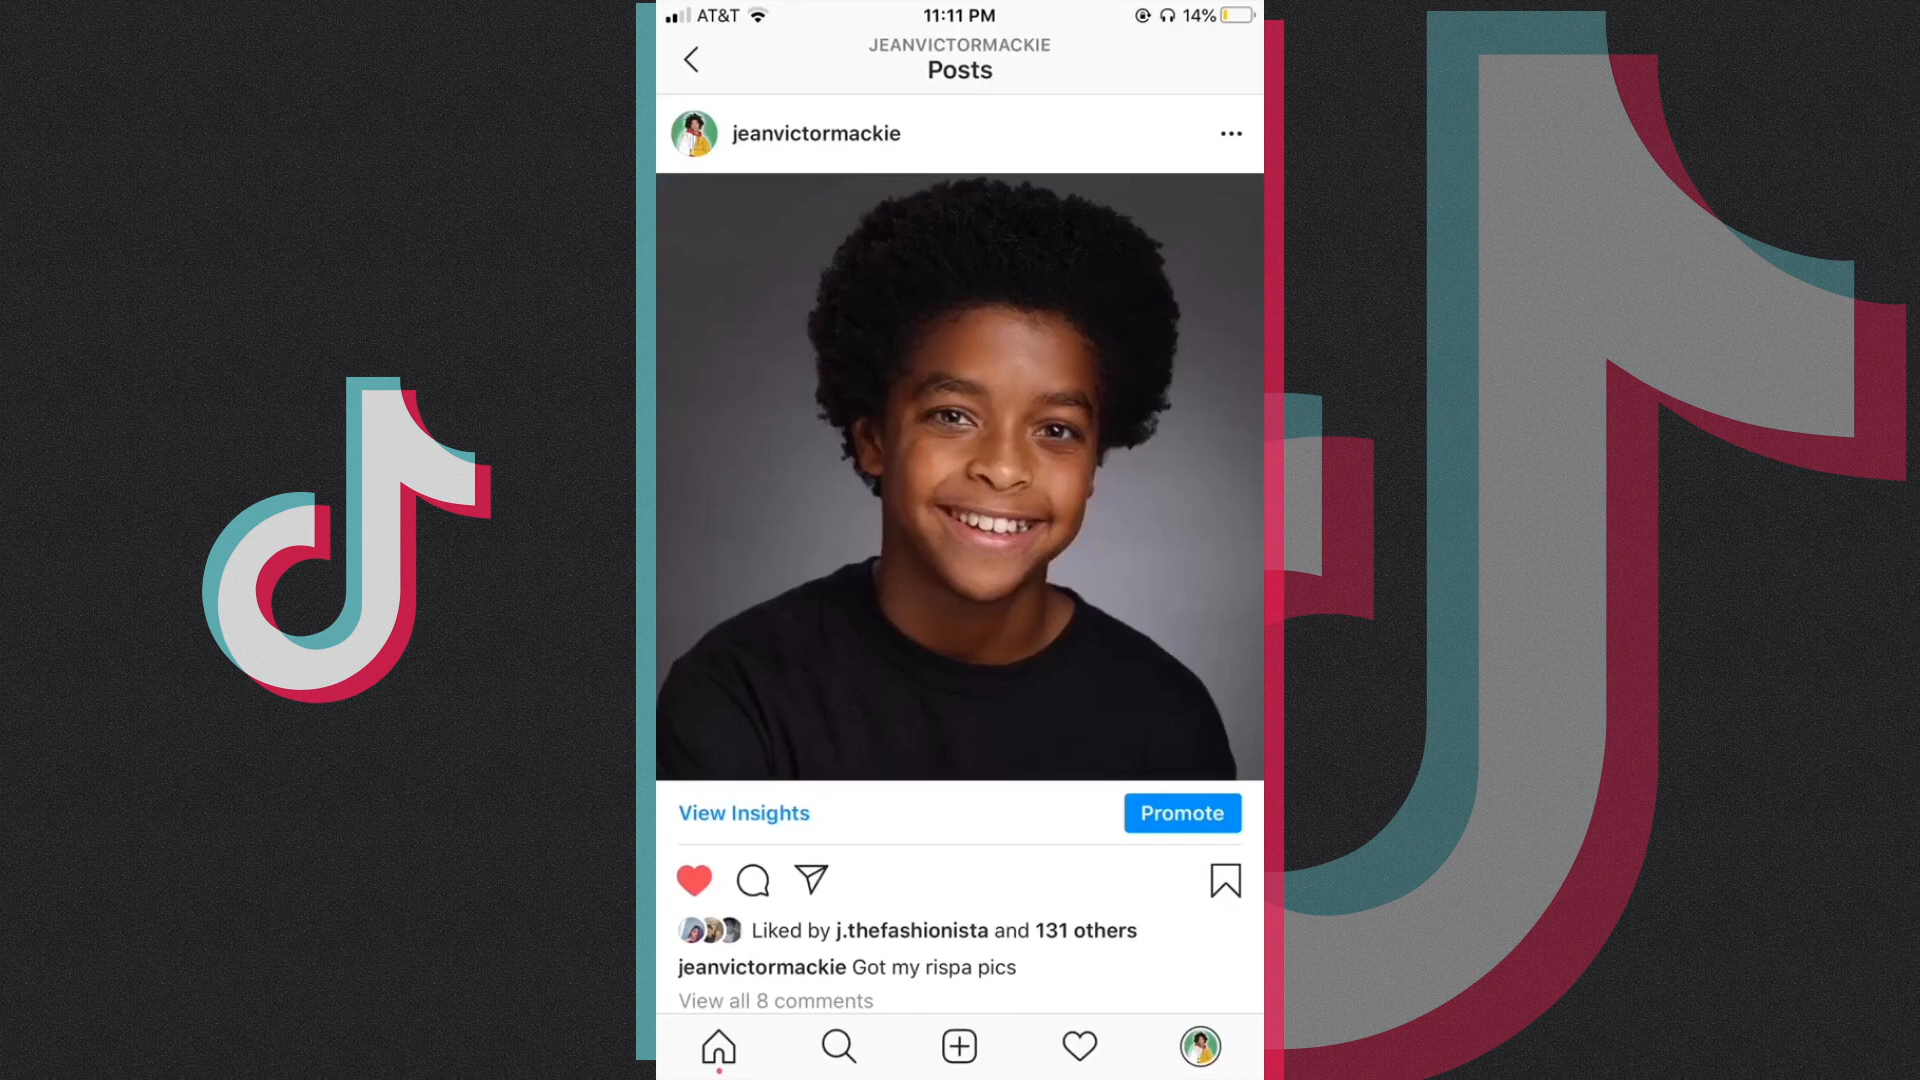 AT&T 11:11 PM 14%
JEANVICTORMACKIE
Posts
jeanvictormackie
View Insights Promote
Liked by j.thefashionista and 131 others
jeanvictormackie Got my rispa pics
View all 8 comments